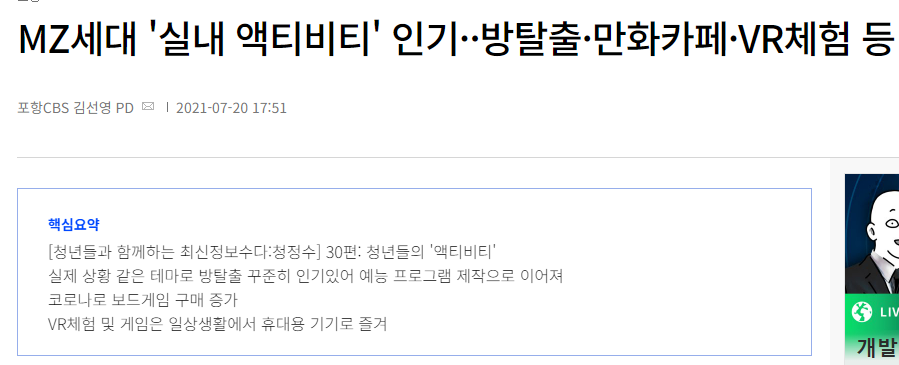 MZ세대 '실내 액티비티' 인기··방탈출·만화카페·VR체험 등
포항CBS 김선영 PD
2021-07-20 17:51
핵심요약
[청년들과 함께하는 최신정보수다:청정수] 30편: 청년들의 '액티비티'
실제 상황 같은 테마로 방탈출 꾸준히 인기있어 예능 프로그램 제작으로 이어져
코로나로 보드게임 구매 증가
VR체험 및 게임은 일상생활에서 휴대용 기기로 즐겨
LIV
개발